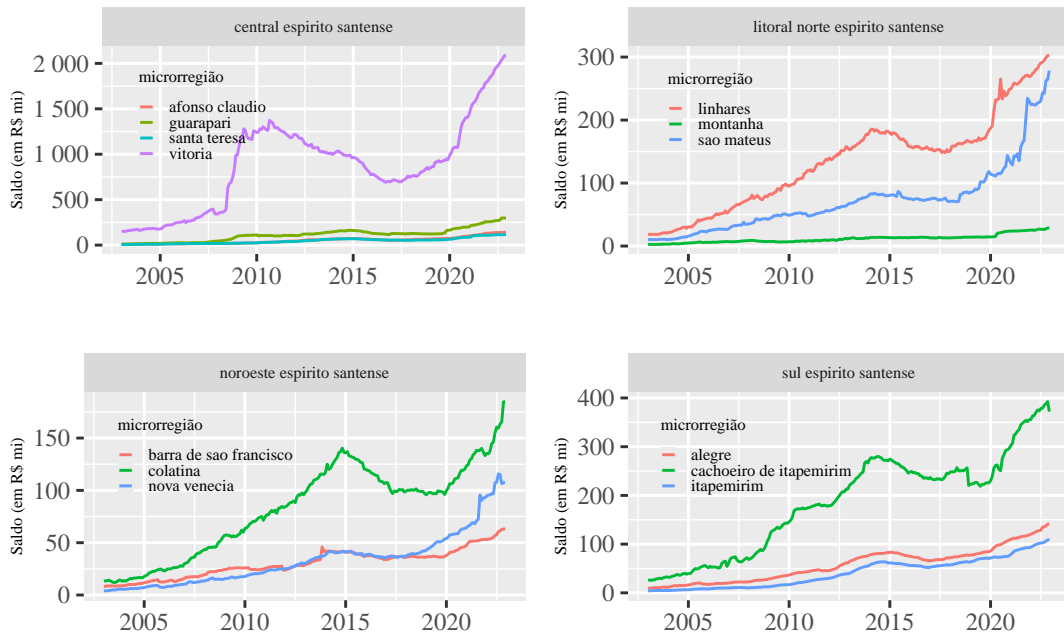 central espirito santense
Saldo (em R$ mi)
2 000
1 500
1 000
500
0
microrregião
afonso claudio
guarapari
santa teresa
vitoria
2005 2010 2015 2020
litoral norte espirito santense
Saldo (em R$ mi)
300
200
100
0
microrregião
linhares
montanha
sao mateus
2005 2010 2015 2020
noroeste espirito santense
Saldo (em R$ mi)
150
100
50
0
microrregião
barra de sao francisco
colatina
nova venecia
2005 2010 2015 2020
sul espirito santense
Saldo (em R$ mi)
400
300
200
100
0
microrregião
alegre
cachoeiro de itapemirim
itapemirim
2005 2010 2015 2020